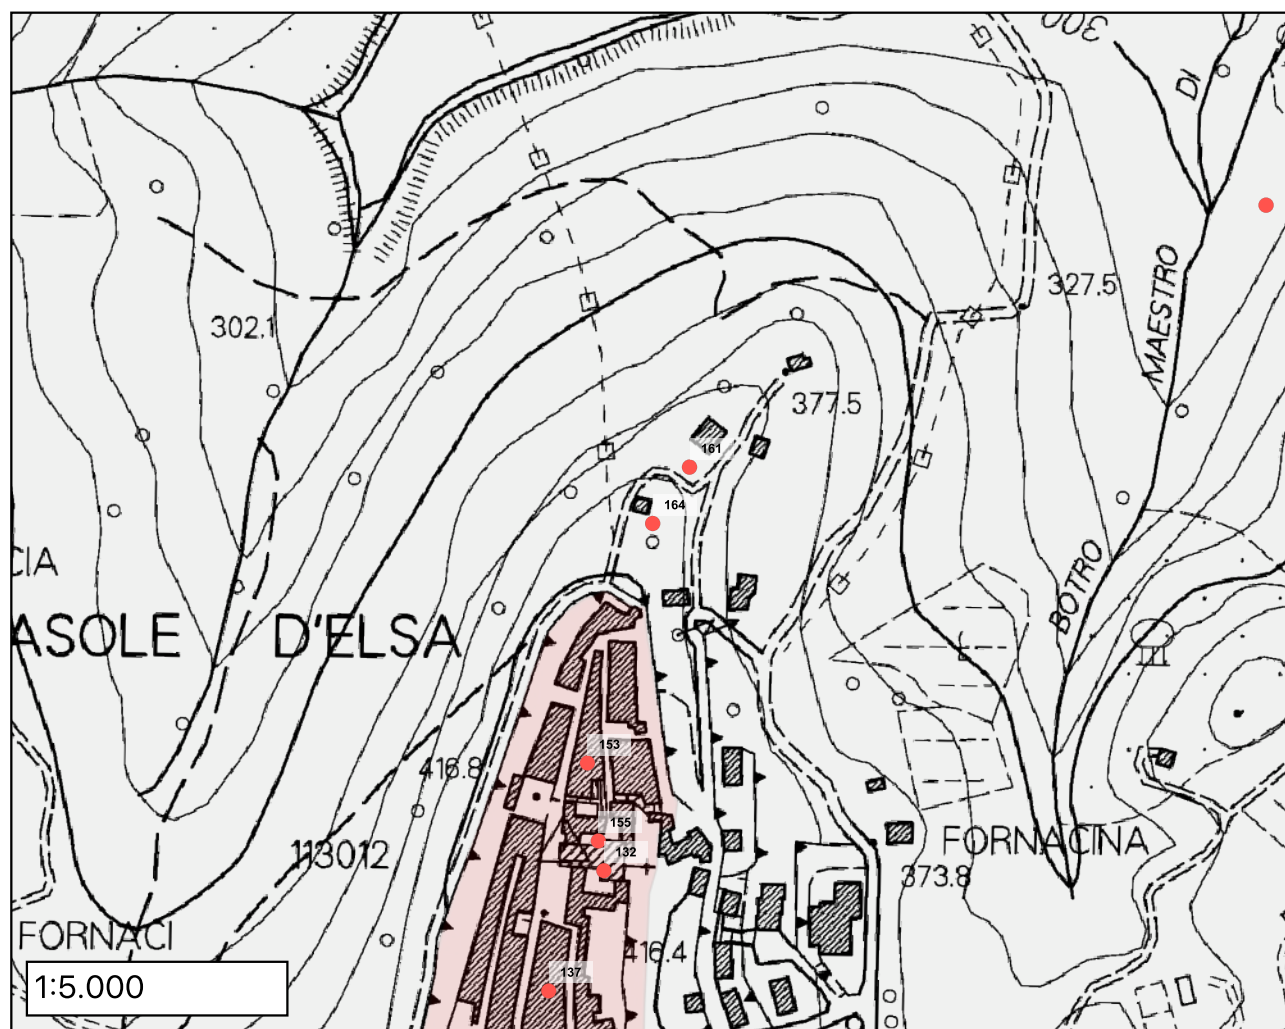 300
DI
327.5
MAESTRO
302.1
377.5
161
164
CIA
BOTRO
ASOLE D'ELSA
153
416.8
155
132
113012
FORNACINA
373.8
FORNACI
416.4
137
1:5.000